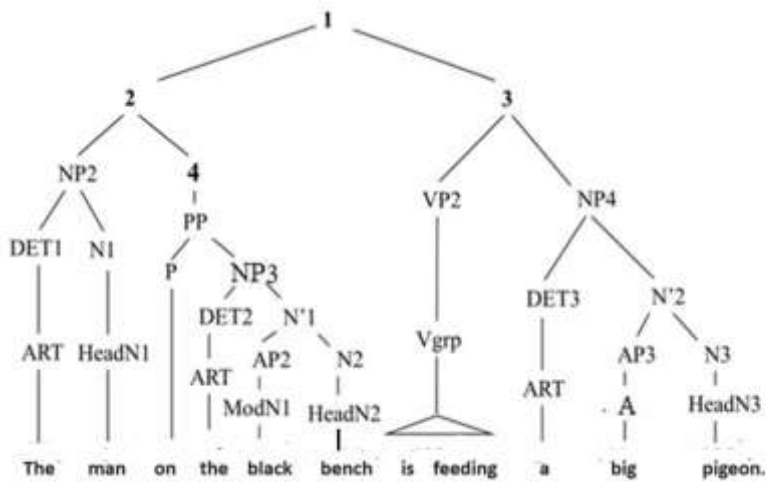 1
2 3
NP2 4 VP2 NP4
PP
DET1 N1 P NP3
DET2 N'1 DET3 N'2
ART HeadN1 AP2 N2 Vgrp AP3 N3
ART ModN1 HeadN2 ART A HeadN3
The man on the black bench is feeding a big pigeon.